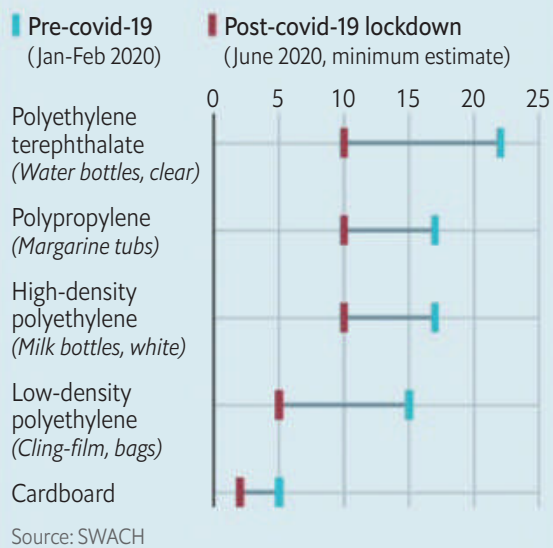 Pre-covid-19
(Jan-Feb 2020)
Post-covid-19 lockdown
(June 2020, minimum estimate)
0 5 10 15 20 25
Polyethylene
terephthalate
(Water bottles, clear)
Polypropylene
(Margarine tubs)
High-density
polyethylene
(Milk bottles, white)
Low-density
polyethylene
(Cling-film, bags)
Cardboard
Source: SWACH